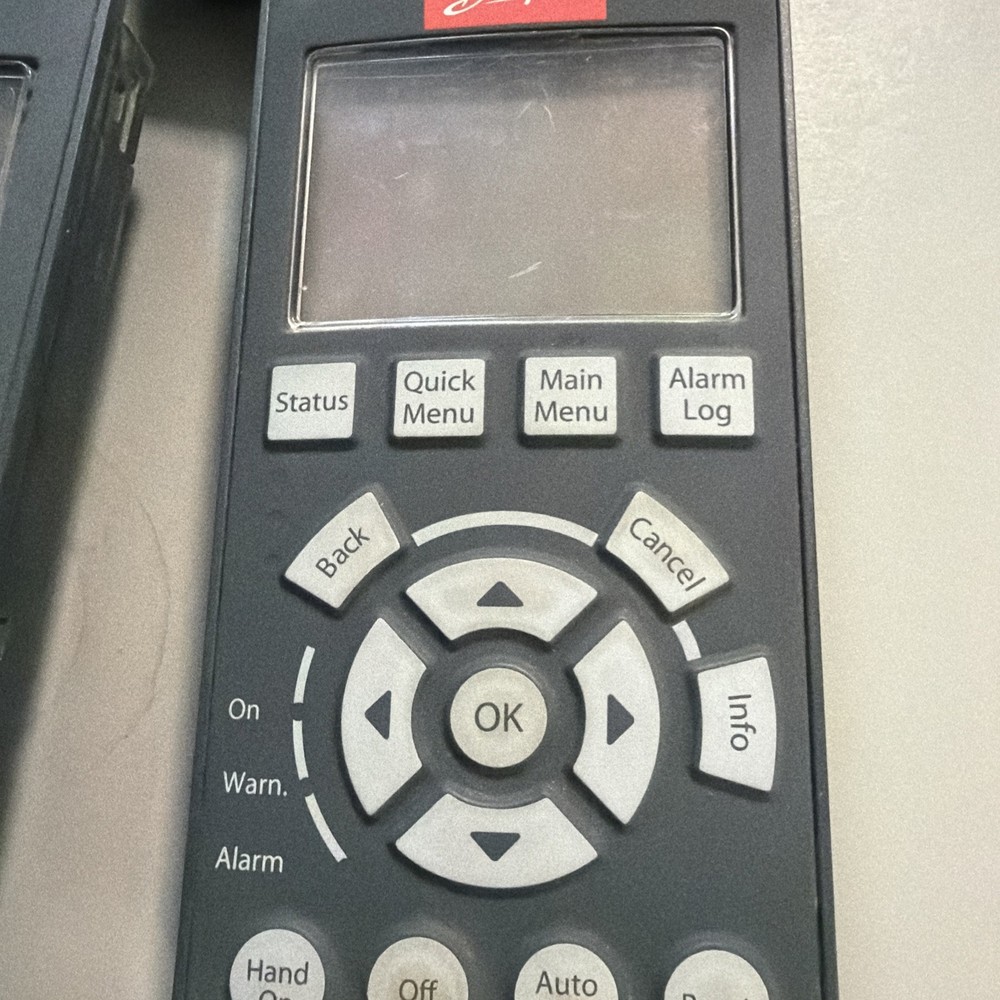 Status
Quick
Menu
Main
Menu
Alarm
Log
Back
Cancel
Info
OK
On
Warn.
Alarm
Hand
Off
Auto